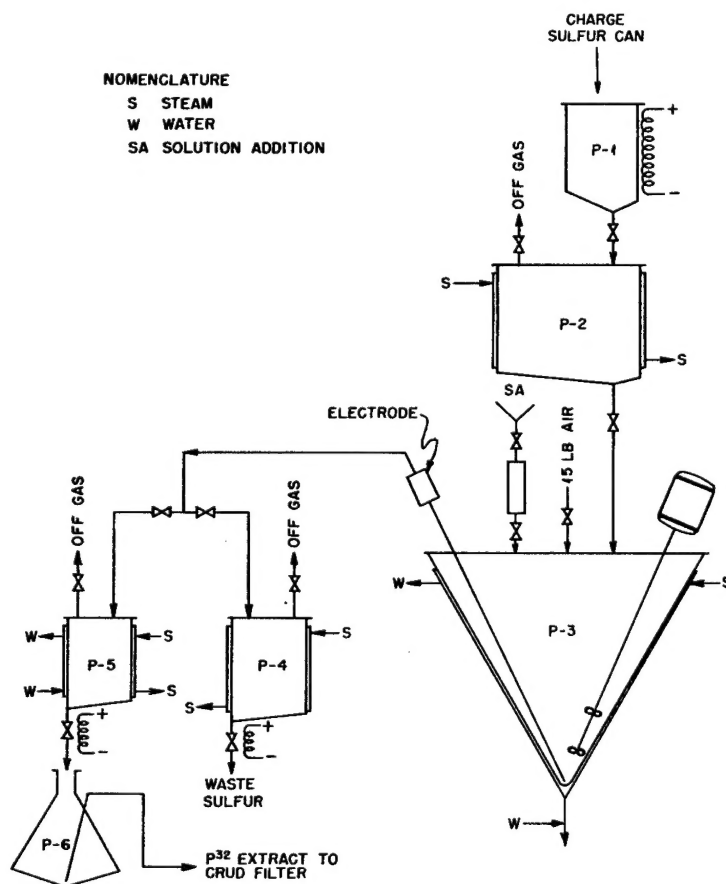 CHARGE
SULFUR CAN
NOMENCLATURE
S STEAM
W WATER
SA SOLUTION ADDITION
+
P-1
-
OFF GAS
S
P-2
S
SA
ELECTRODE
15 LB AIR
OFF GAS
OFF GAS
W
S
P-3
W
S
S
P-5
P-4
W
S
S
+
-
+
-
WASTE
SULFUR
P-6
W
P32 EXTRACT TO
CRUD FILTER